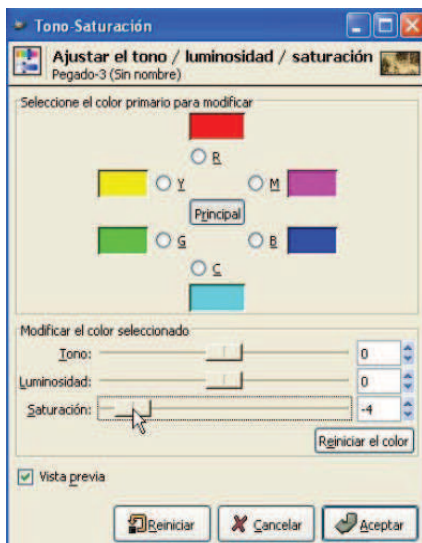 Tono-Saturación
Ajustar el tono / luminosidad / saturación
Pegado-3 (Sin nombre)
Seleccione el color primario para modificar
R
Y
M
Principal
G
B
C
Modificar el color seleccionado
Tono: 0
Luminosidad: 0
Saturación: -4
Reiniciar el color
Vista previa
Reiniciar Cancelar Aceptar